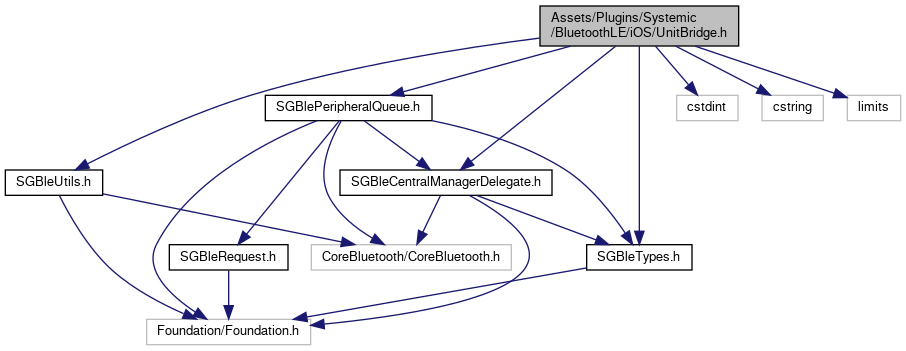 Assets/Plugins/Systemic
/BluetoothLE/iOS/UnitBridge.h
SGBlePeripheralQueue.h
cstdint
cstring
limits
SGBleUtils.h
SGBleCentralManagerDelegate.h
SGBleRequest.h
CoreBluetooth/CoreBluetooth.h
SGBleTypes.h
Foundation/Foundation.h